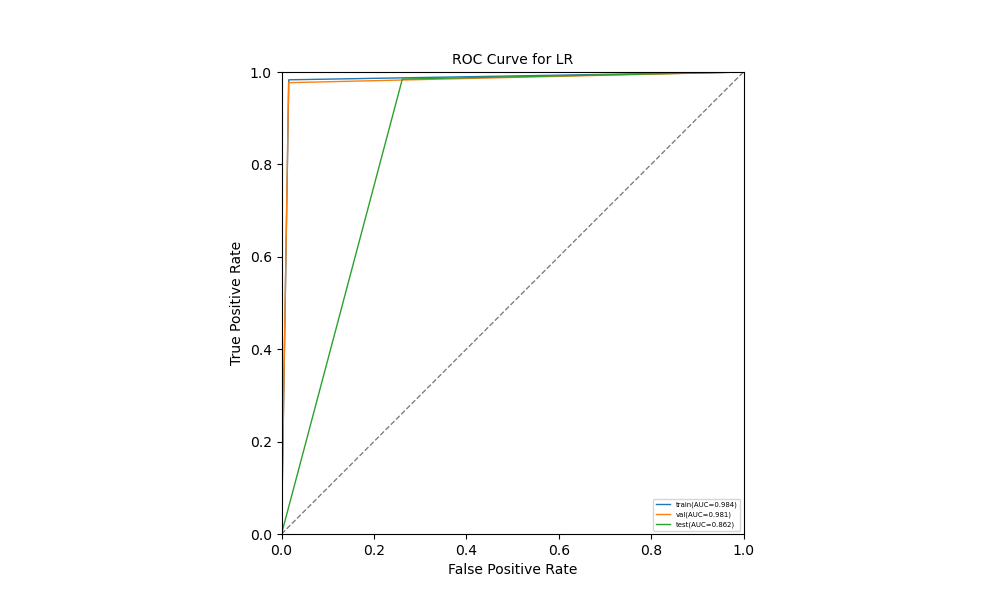 ROC Curve for LR
1.0
0.8
0.6
0.4
0.2
0.0
True Positive Rate
train(AUC=0.984)
val(AUC=0.981)
test(AUC=0.862)
0.0 0.2 0.4 0.6 0.8 1.0
False Positive Rate